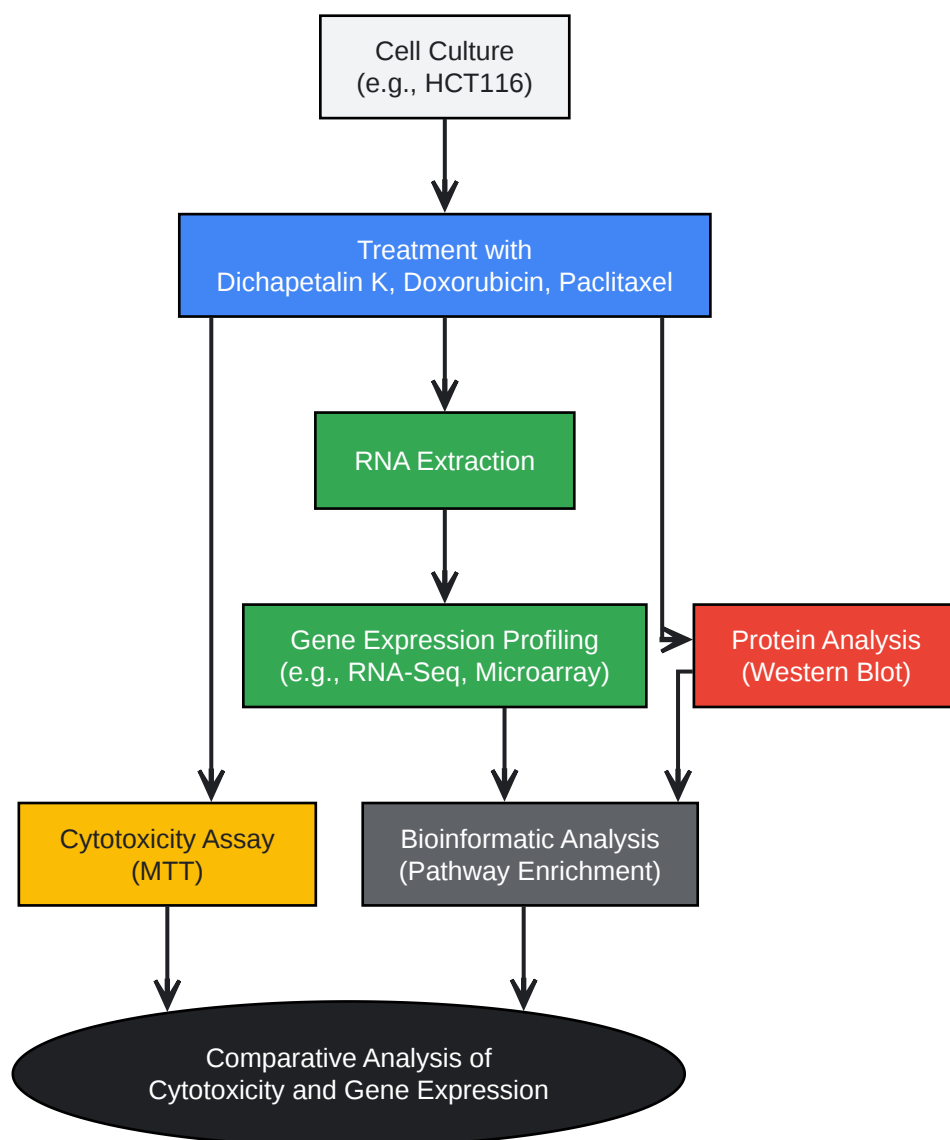 Cell Culture
(e.g., HCT116)
Treatment with
Dichapetalin K, Doxorubicin, Paclitaxel
RNA Extraction
Gene Expression Profiling
(e.g., RNA-Seq, Microarray)
Protein Analysis
(Western Blot)
Cytotoxicity Assay
(MTT)
Bioinformatic Analysis
(Pathway Enrichment)
Comparative Analysis of
Cytotoxicity and Gene Expression